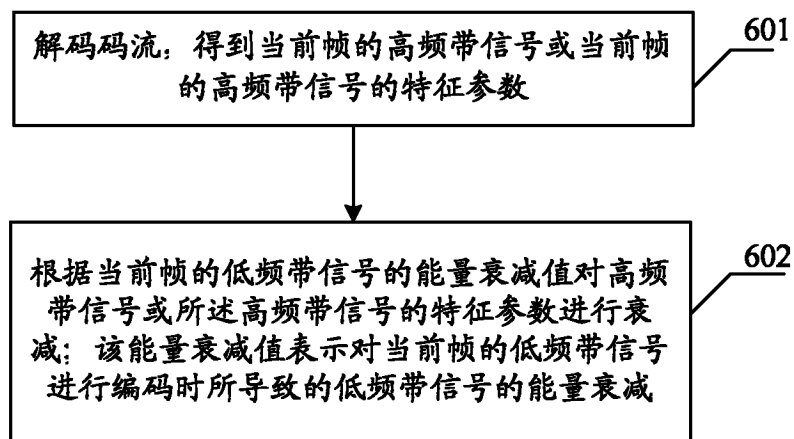 解码码流；得到当前帧的高频带信号或当前帧
的高频带信号的特征参数
601
根据当前帧的低频带信号的能量衰减值对高频
带信号或所述高频带信号的特征参数进行衰
减；该能量衰减值表示对当前帧的低频带信号
进行编码时所导致的低频带信号的能量衰减
602